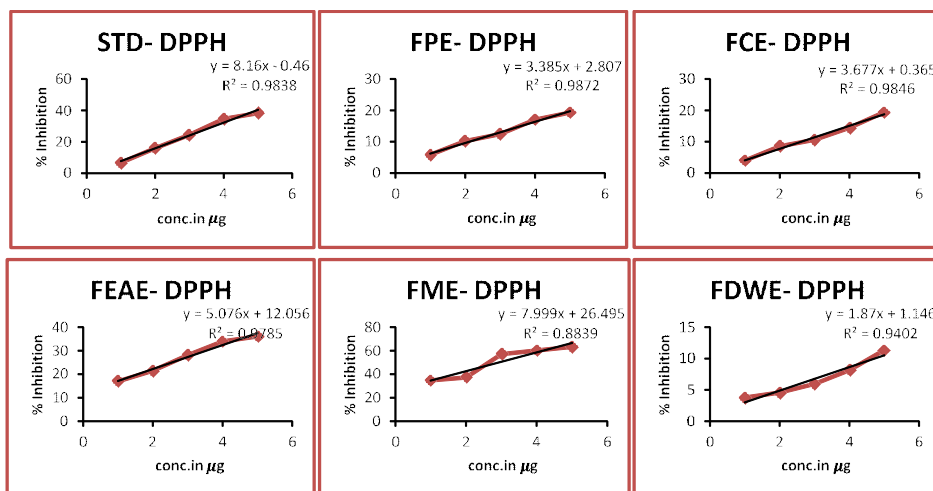 STD- DPPH
y = 8.16x - 0.46
R² = 0.9838
60
40
20
0
0 2 4 6
% Inhibition
conc.in µg
FPE- DPPH
y = 3.385x + 2.807
R² = 0.9872
30
20
10
0
0 2 4 6
% Inhibition
conc.in µg
FCE- DPPH
y = 3.677x + 0.365
R² = 0.9846
30
20
10
0
0 2 4 6
% Inhibition
conc.in µg
FEAE- DPPH
y = 5.076x + 12.056
R² = 0.9785
40
30
20
10
0
0 2 4 6
% Inhibition
conc.in µg
FME- DPPH
y = 7.999x + 26.495
R² = 0.8839
80
60
40
20
0
0 2 4 6
% Inhibition
conc.in µg
FDWE- DPPH
y = 1.87x + 1.146
R² = 0.9402
15
10
5
0
0 2 4 6
% Inhibition
conc.in µg